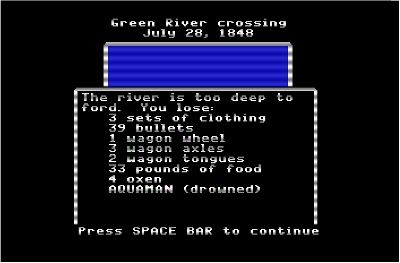 Green River crossing
July 28, 1848
The river is too deep to
ford. You lose:
3 sets of clothing
39 bullets
1 wagon wheel
3 wagon axles
2 wagon tongues
33 pounds of food
4 oxen
AQUAMAN (drowned)
Press SPACE BAR to continue